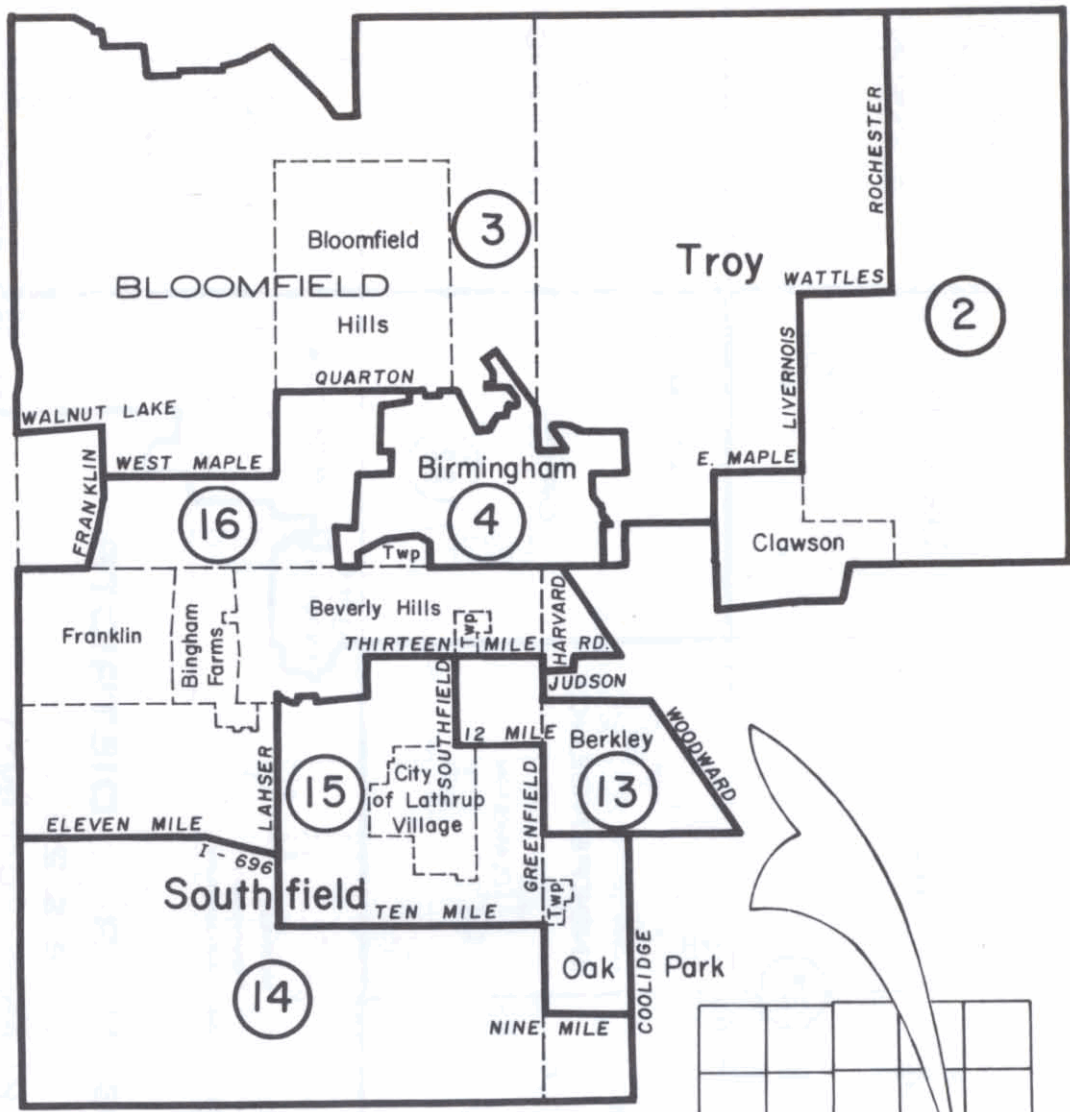 ROCHESTER
3
Bloomfield
Troy
BLOOMFIELD
WATTLES
2
Hills
LIVERNOIS
QUARTON
WALNUT LAKE
E. MAPLE
WEST MAPLE
Birmingham
FRANKLIN
16
4
Clawson
Twp
Beverly Hills
HARVARD
Franklin
Bingham
Farms
THIRTEEN MILE RD.
Twp
JUDSON
SOUTHFIELD
12 MILE
Berkley
WOODWARD
LAHSER
15
City
of Lathrup
Village
13
GREENFIELD
ELEVEN MILE
I-696
Southfield
TEN MILE
Twp
COOLIDGE
Oak Park
14
NINE MILE